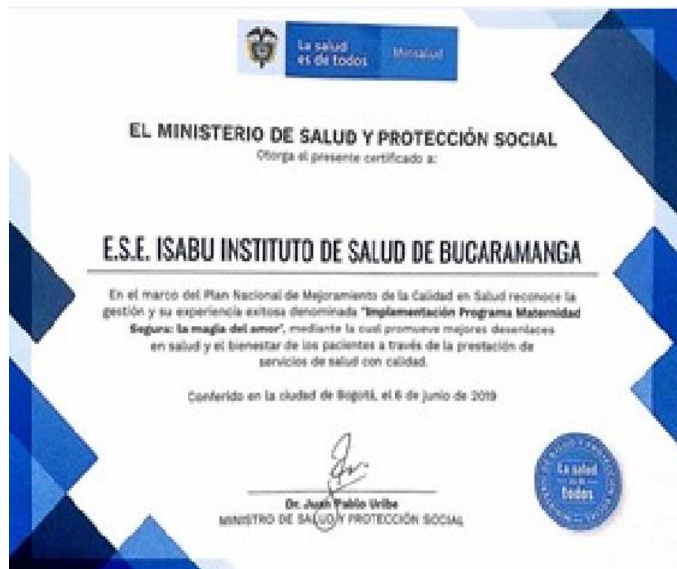 La salud
es de todos
Minsalud
EL MINISTERIO DE SALUD Y PROTECCIÓN SOCIAL
Otorga el presente certificado a:
E.S.E. ISABU INSTITUTO DE SALUD DE BUCARAMANGA
En el marco del Plan Nacional de Mejoramiento de la Calidad en Salud reconoce la
gestión y su experiencia exitosa denominada "Implementación Programa Maternidad
Segura: la magia del amor", mediante la cual promueve mejores desenlaces
en salud y el bienestar de los pacientes a través de la prestación de
servicios de salud con calidad.
Conferido en la ciudad de Bogotá, el 6 de junio de 2019
Dr. Juan Pablo Uribe
MINISTRO DE SALUD Y PROTECCIÓN SOCIAL
La salud
es de
todos